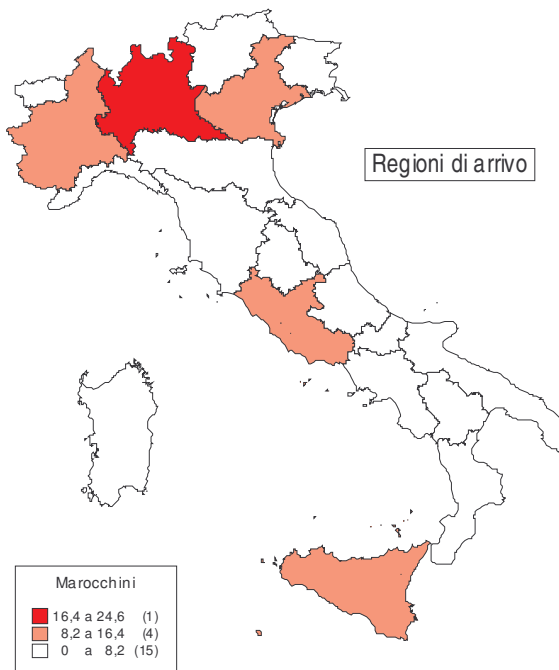 Regioni di arrivo
Marocchini
16,4 a 24,6 (1)
8,2 a 16,4 (4)
0 a 8,2 (15)